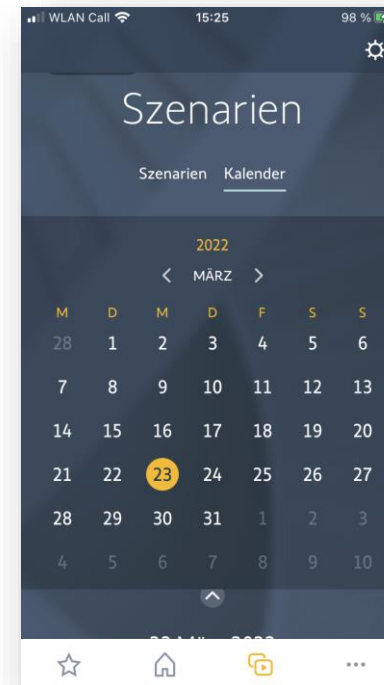 WLAN Call 15:25 98 %
Szenarien
Szenarien Kalender
2022
MÄRZ
M D M D F S S
28 1 2 3 4 5 6
7 8 9 10 11 12 13
14 15 16 17 18 19 20
21 22 23 24 25 26 27
28 29 30 31 1 2 3
4 5 6 7 8 9 10